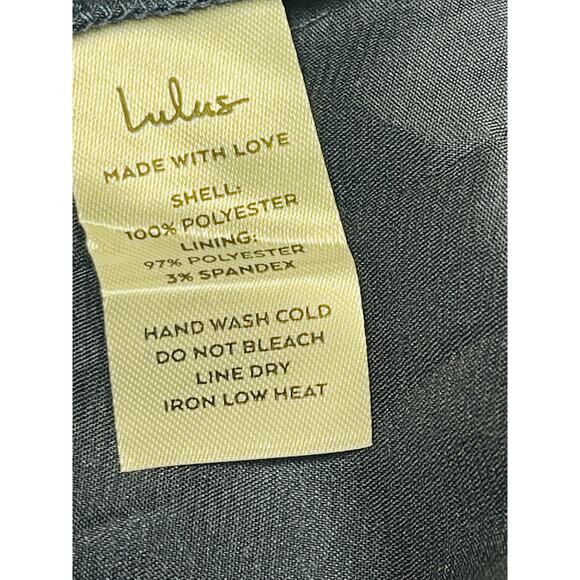 Lulus
MADE WITH LOVE
SHELL:
100% POLYESTER
LINING:
97% POLYESTER
3% SPANDEX
HAND WASH COLD
DO NOT BLEACH
LINE DRY
IRON LOW HEAT